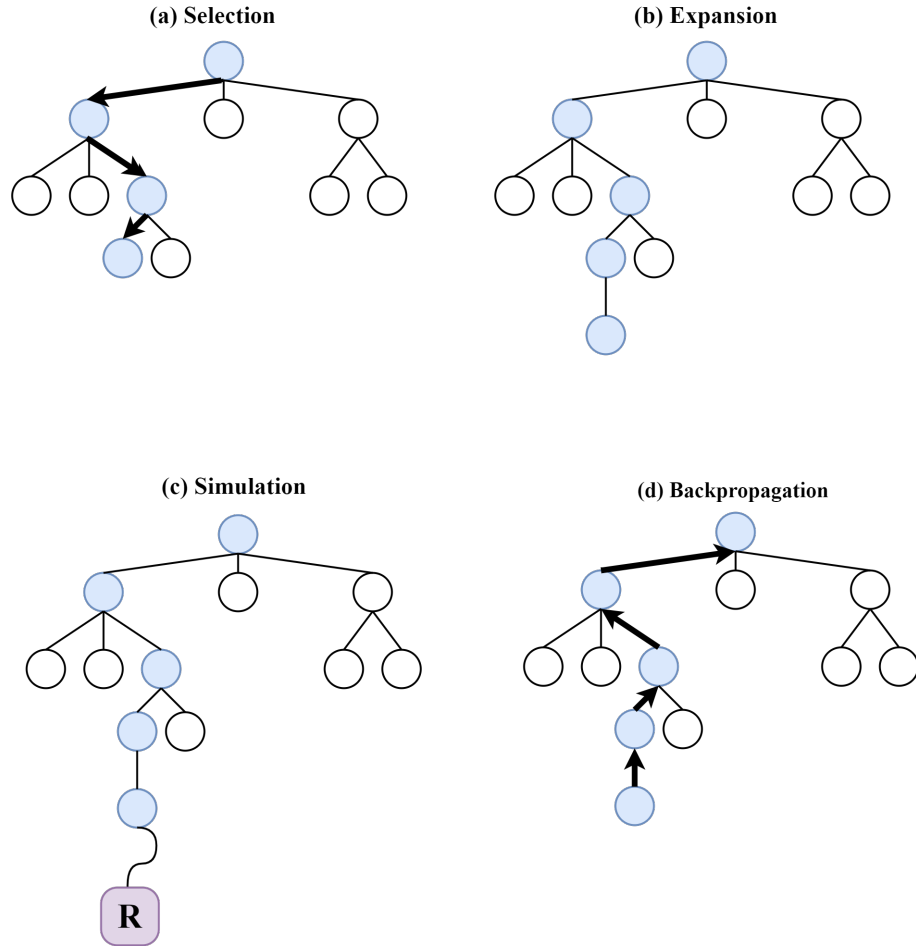 (a) Selection
(b) Expansion
(c) Simulation
(d) Backpropagation
R